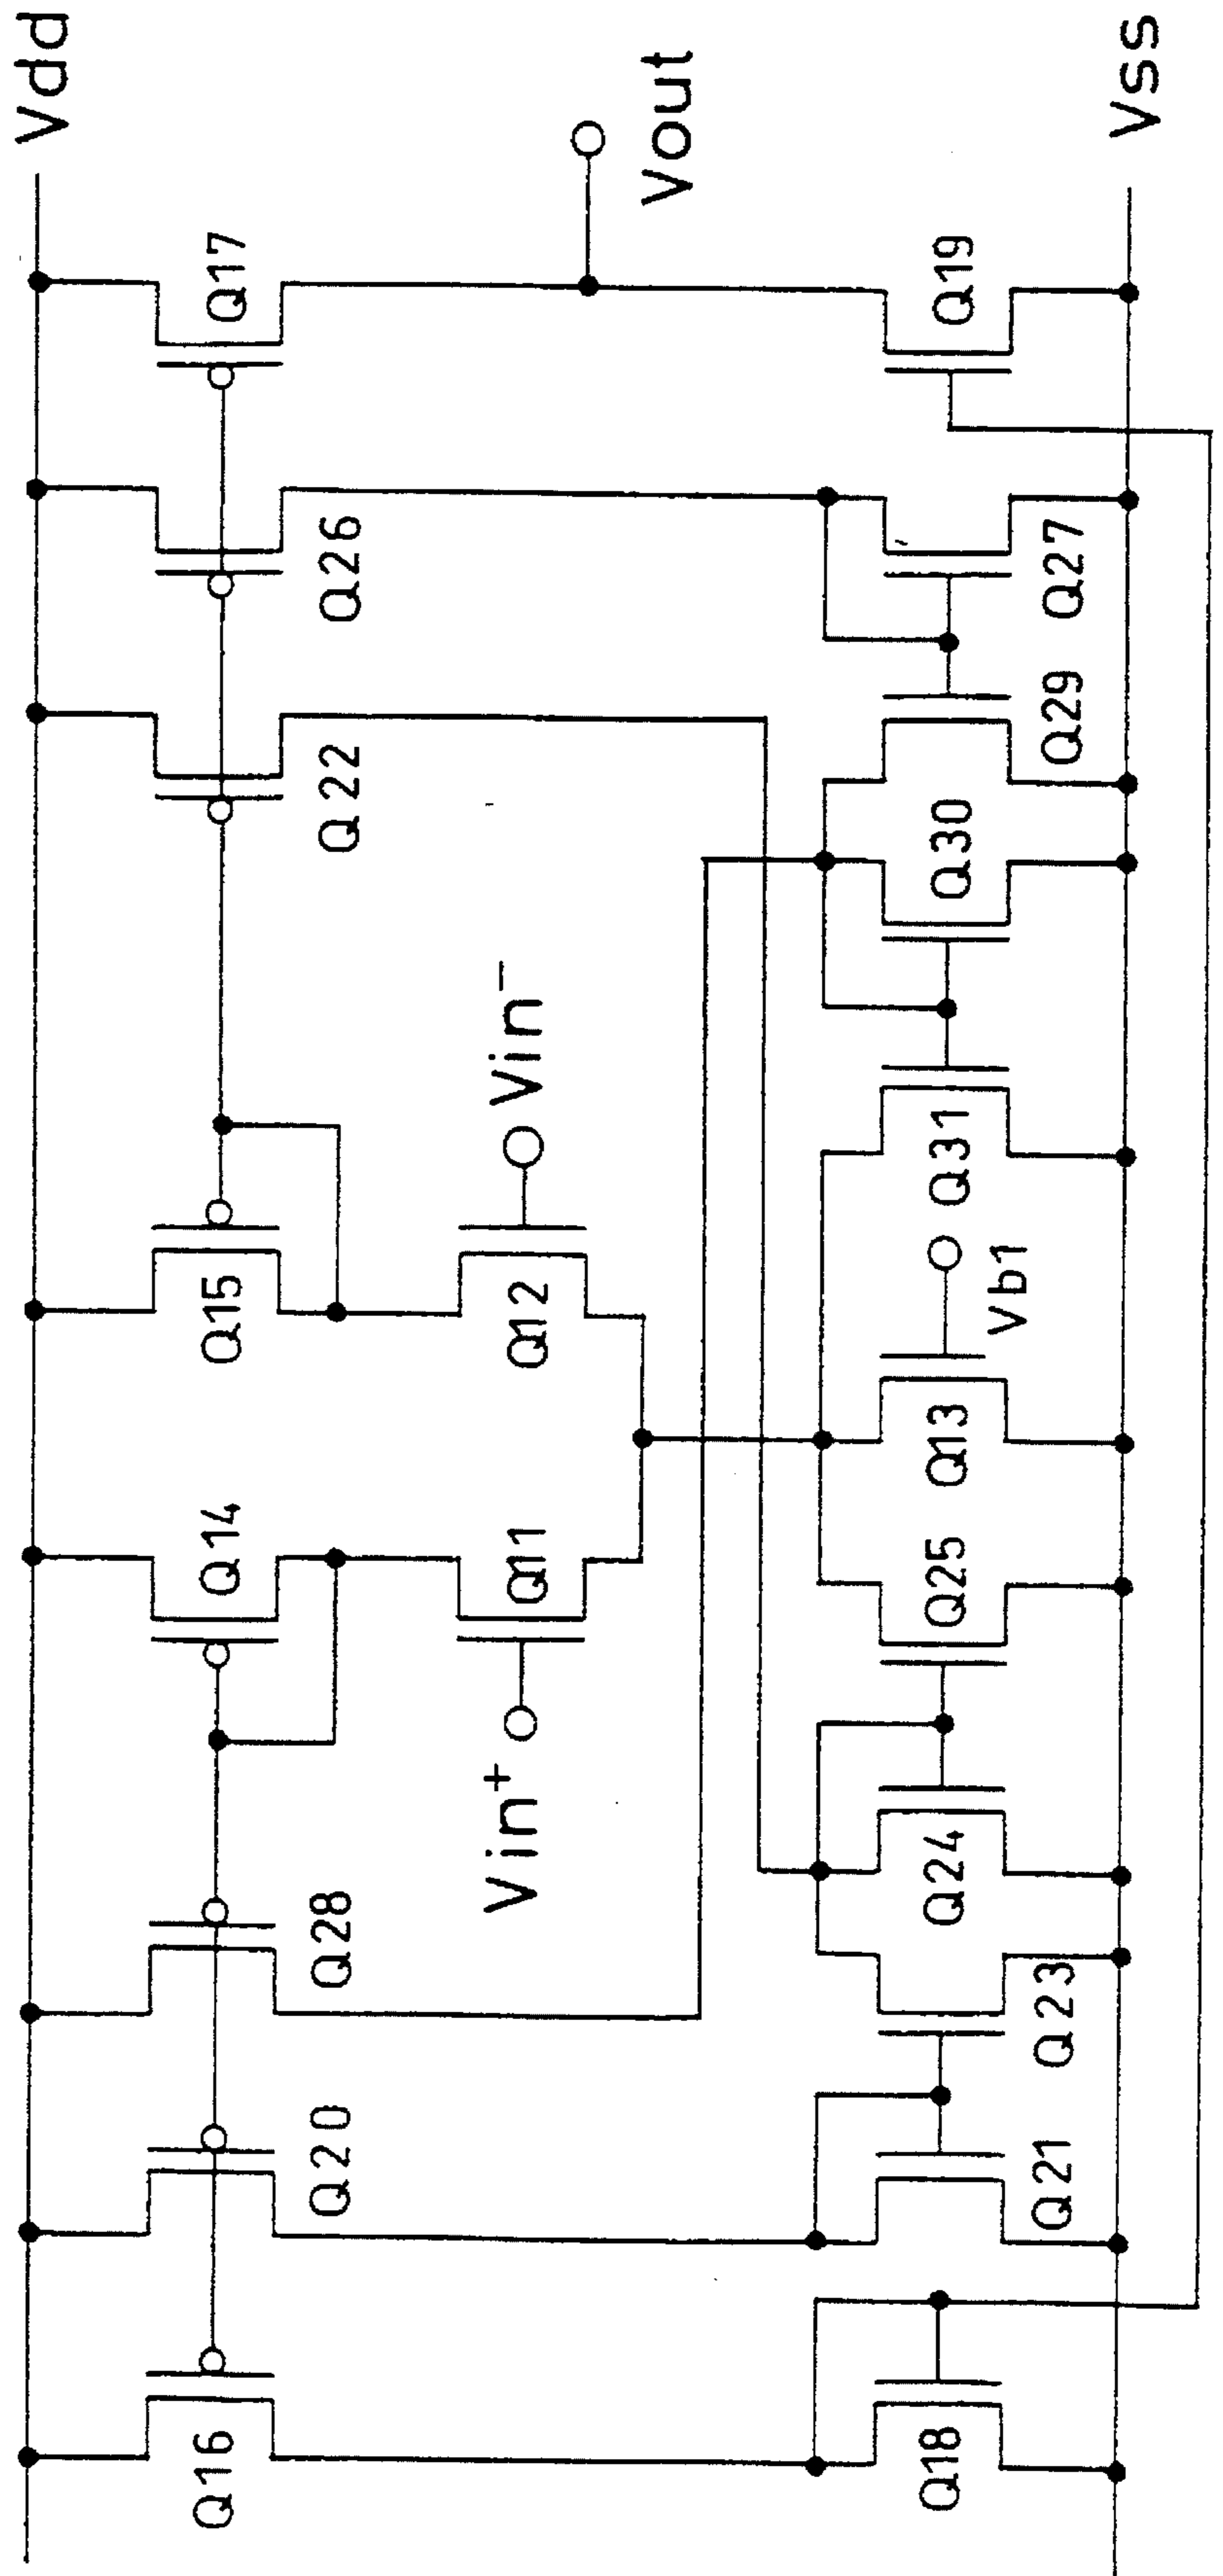 Vdd
Q16
Q20
Q28
Q14
Q15
Q22
Q26
Q17
Vin⁺
Q11
Q12
Vin⁻
Vout
Q18
Q21
Q23
Q24
Q25
Q13
Vb1
Q31
Q30
Q29
Q27
Q19
Vss